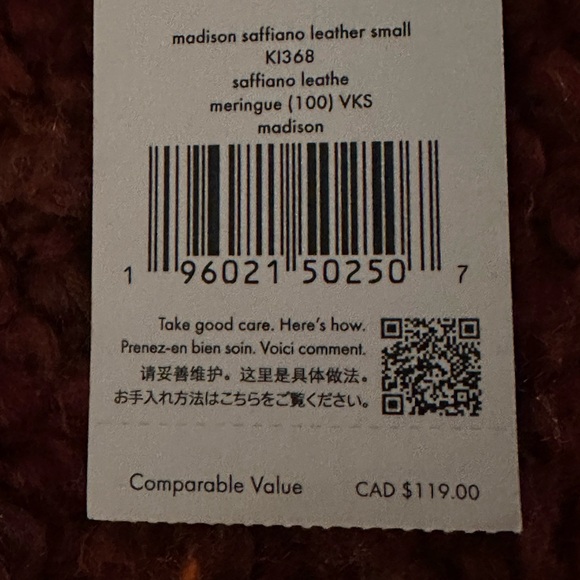 madison saffiano leather small
KI368
saffiano leathe
meringue (100) VKS
madison
1 96021 50250 7
Take good care. Here's how.
Prenez-en bien soin. Voici comment.
请妥善维护。这里是具体做法。
お手入れ方法はこちらをご覧ください。
Comparable Value CAD $119.00